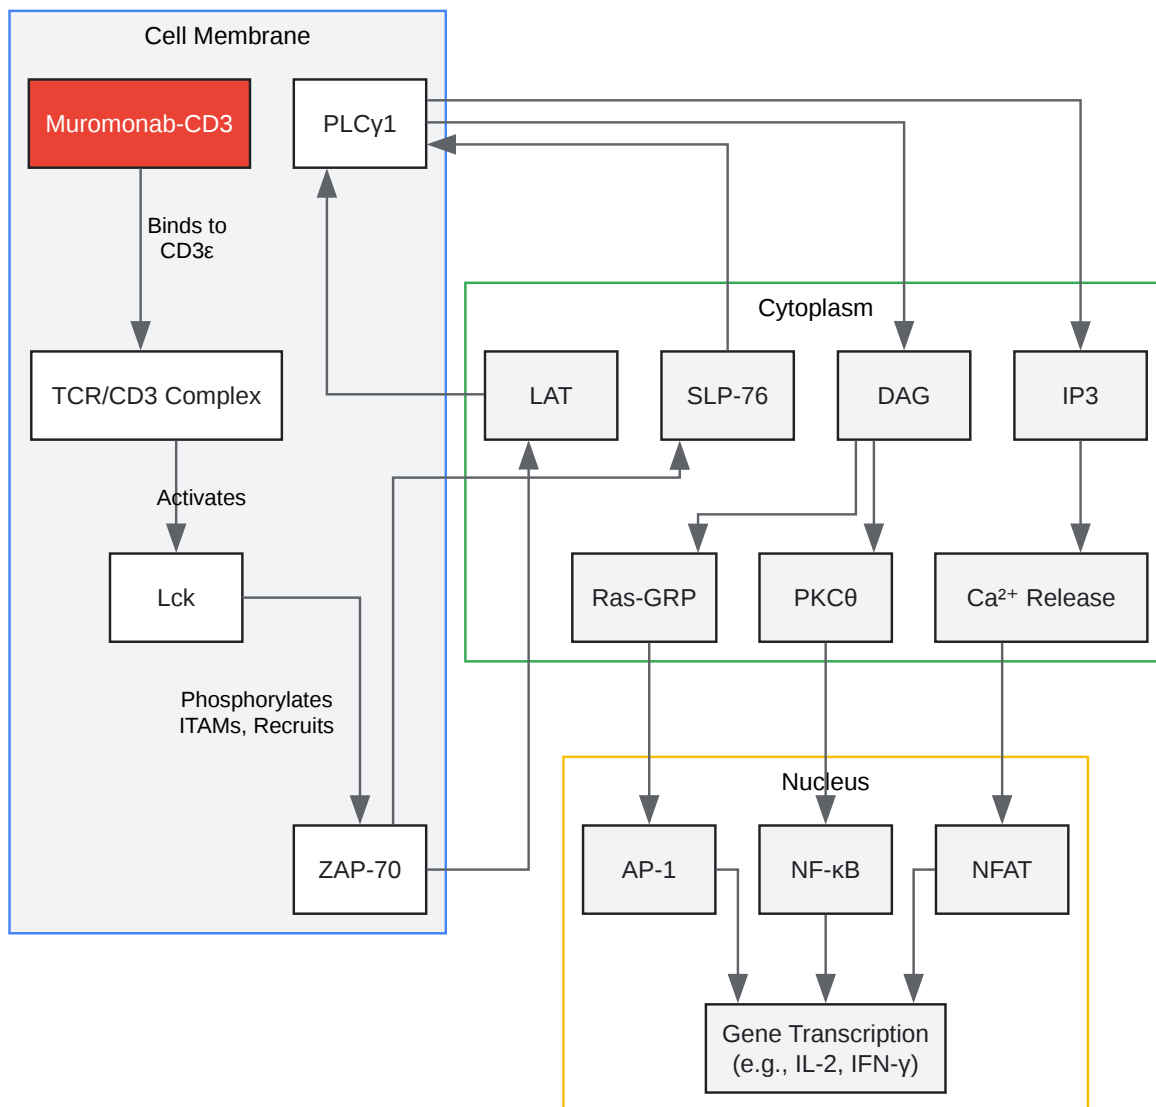 Cell Membrane
Muromonab-CD3
PLCγ1
Binds to
CD3ε
Cytoplasm
TCR/CD3 Complex
LAT
SLP-76
DAG
IP3
Activates
Lck
Ras-GRP
PKCθ
Ca²⁺ Release
Phosphorylates
ITAMs, Recruits
Nucleus
ZAP-70
AP-1
NF-κB
NFAT
Gene Transcription
(e.g., IL-2, IFN-γ)